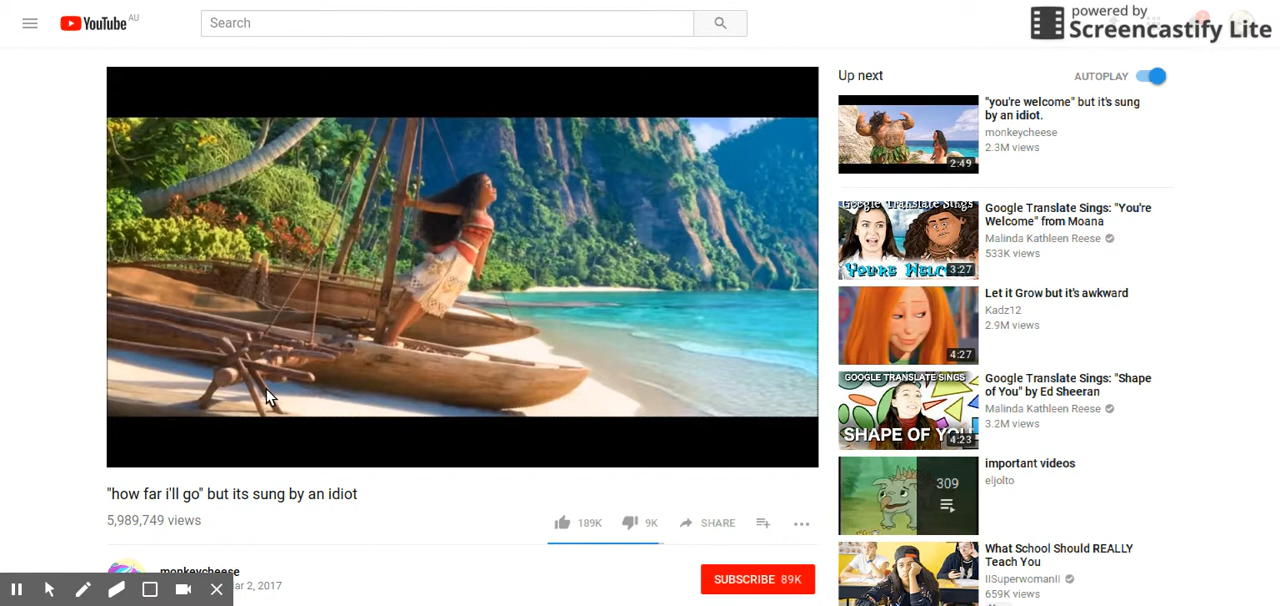 YouTube AU
Search
powered by
Screencastify Lite
Up next
AUTOPLAY
"you're welcome" but it's sung
by an idiot.
monkeycheese
2.3M views
2:49
Google Translate Sings
YOU'RE WELC
3:27
Google Translate Sings: "You're
Welcome" from Moana
Malinda Kathleen Reese
533K views
4:27
Let it Grow but it's awkward
Kadz12
2.9M views
GOOGLE TRANSLATE SINGS
SHAPE OF YOU
4:23
Google Translate Sings: "Shape
of You" by Ed Sheeran
Malinda Kathleen Reese
3.2M views
309
important videos
eljolto
What School Should REALLY
Teach You
IISuperwomanII
659K views
"how far i'll go" but its sung by an idiot
5,989,749 views
189K
9K
SHARE
monkeycheese
ar 2, 2017
SUBSCRIBE 89K